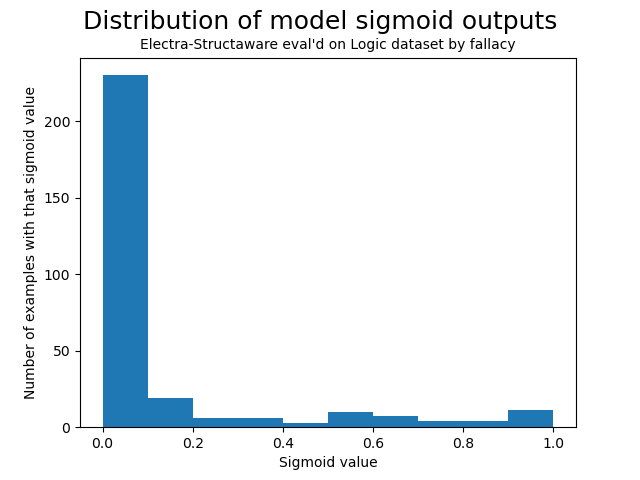 Distribution of model sigmoid outputs
Electra-Structaware eval'd on Logic dataset by fallacy
Number of examples with that sigmoid value
200
150
100
50
0
0.0 0.2 0.4 0.6 0.8 1.0
Sigmoid value